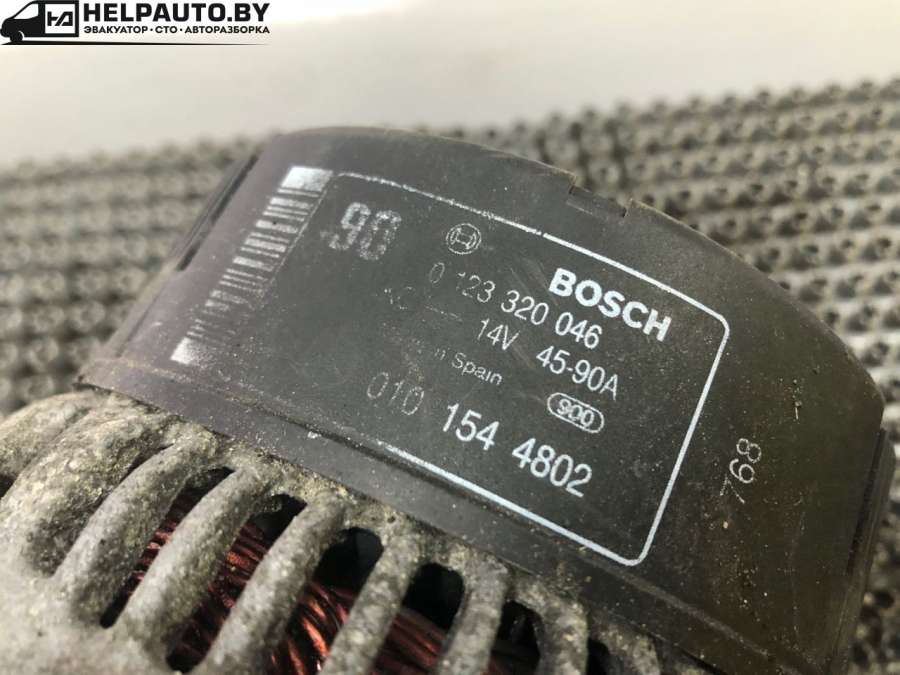 HELPAUTO.BY
ЭВАКУАТОР • СТО • АВТОРАЗБОРКА
90
BOSCH
0 123 320 046
KC 14V 45-90A
Spain
900
010 154 4802
768